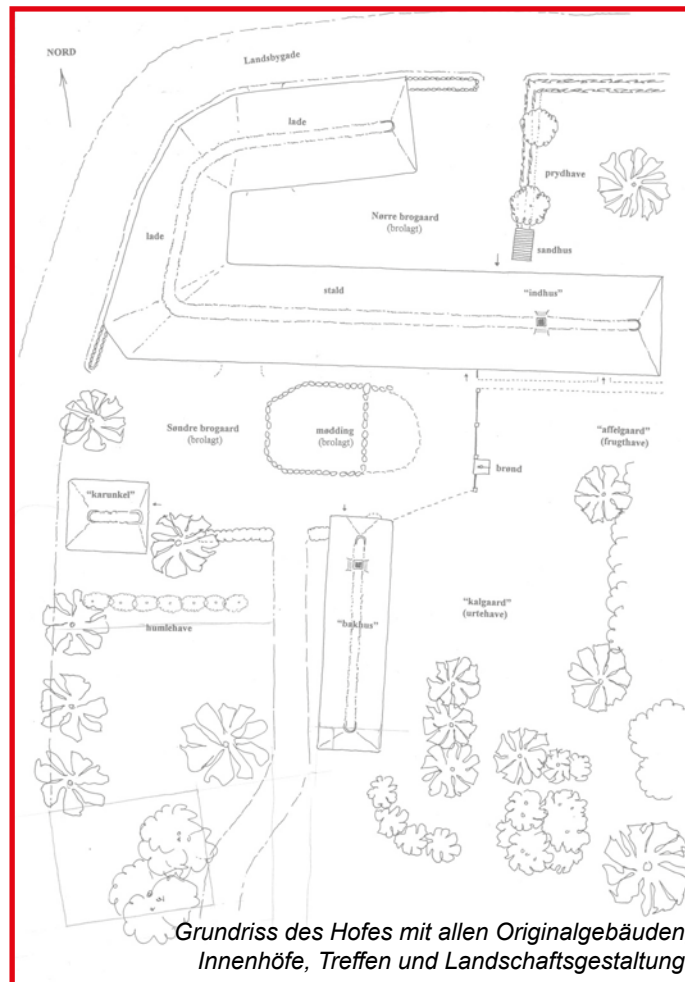 NORD
Landsbygade
lade
prydhave
Nørre brogaard
(brolagt)
lade
sandhus
stald
"indhus"
Søndre brogaard
(brolagt)
mødding
(brolagt)
"affelgaard"
(frugthave)
brønd
"karunkel"
"kalgaard"
(urtehave)
"bakhus"
humlehave
Grundriss des Hofes mit allen Originalgebäuden
Innenhöfe, Treffen und Landschaftsgestaltung